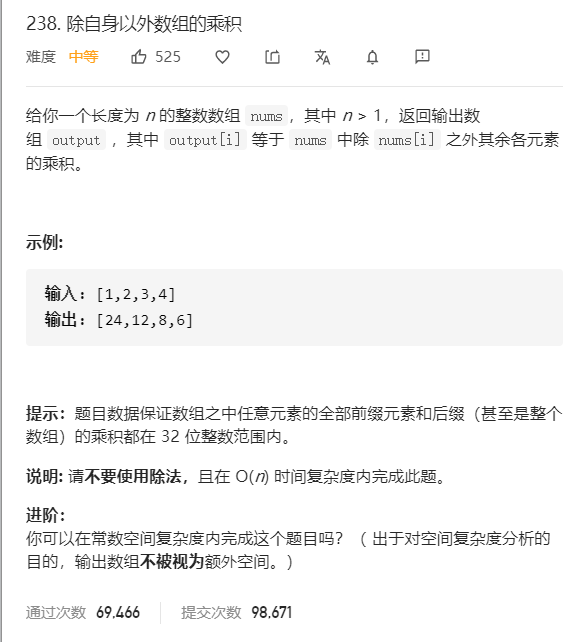 238. 除自身以外数组的乘积
难度 中等 525
给你一个长度为 n 的整数数组 nums，其中 n > 1，返回输出数
组 output ，其中 output[i] 等于 nums 中除 nums[i] 之外其余各元素
的乘积。
示例:
输入: [1,2,3,4]
输出: [24,12,8,6]
提示：题目数据保证数组之中任意元素的全部前缀元素和后缀（甚至是整个
数组）的乘积都在 32 位整数范围内。
说明: 请不要使用除法，且在 O(n) 时间复杂度内完成此题。
进阶：
你可以在常数空间复杂度内完成这个题目吗？（ 出于对空间复杂度分析的
目的，输出数组不被视为额外空间。）
通过次数 69,466 提交次数 98,671